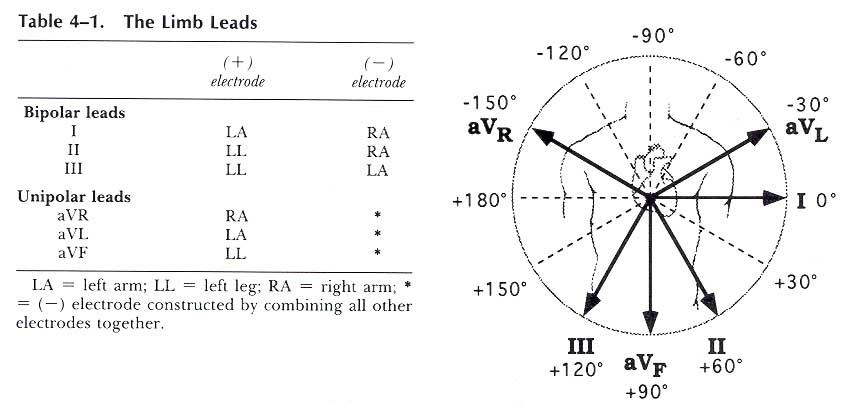 Table 4–1. The Limb Leads
(+) (−)
electrode electrode
Bipolar leads
I LA RA
II LL RA
III LL LA
Unipolar leads
aVR RA *
aVL LA *
aVF LL *
LA = left arm; LL = left leg; RA = right arm; *
= (−) electrode constructed by combining all other
electrodes together.
-90°
-120°
-60°
-150°
aVR
-30°
aVL
+180°
I 0°
+150°
+30°
III
+120°
aVF
+90°
II
+60°